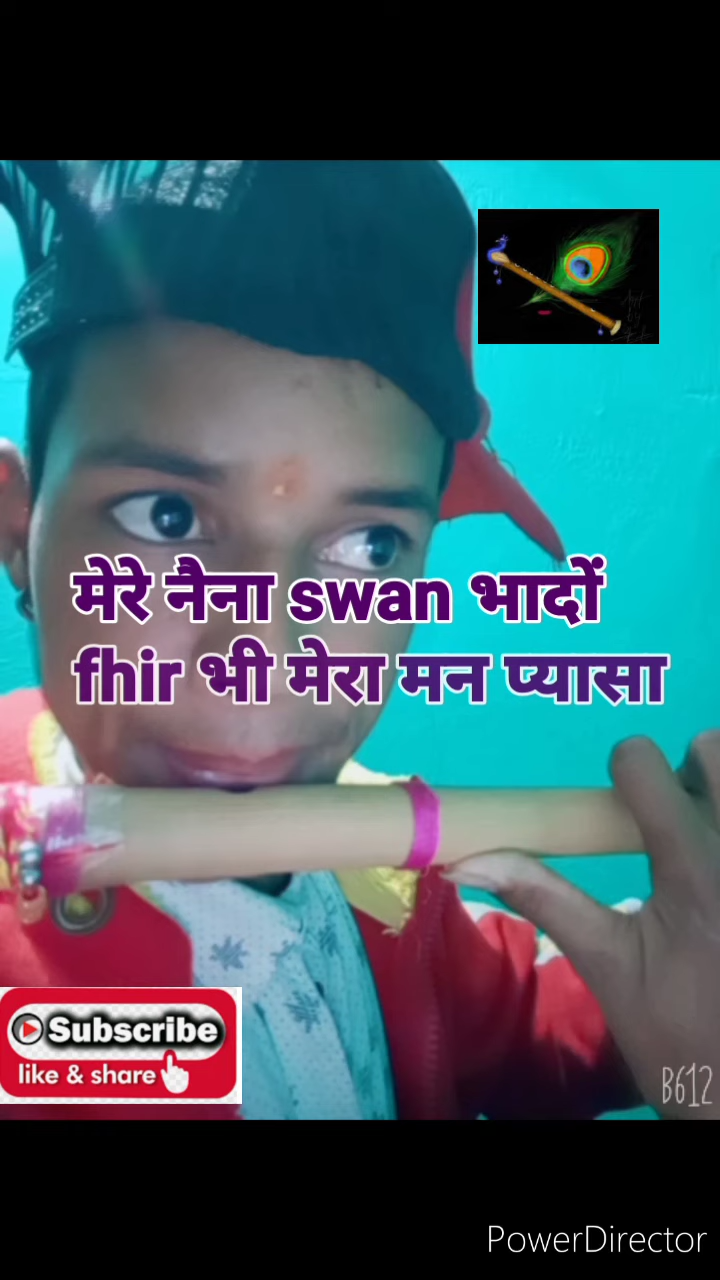 मेरे नैना swan भादों
fhir भी मेरा मन प्यासा
Subscribe
like & share
B612
PowerDirector